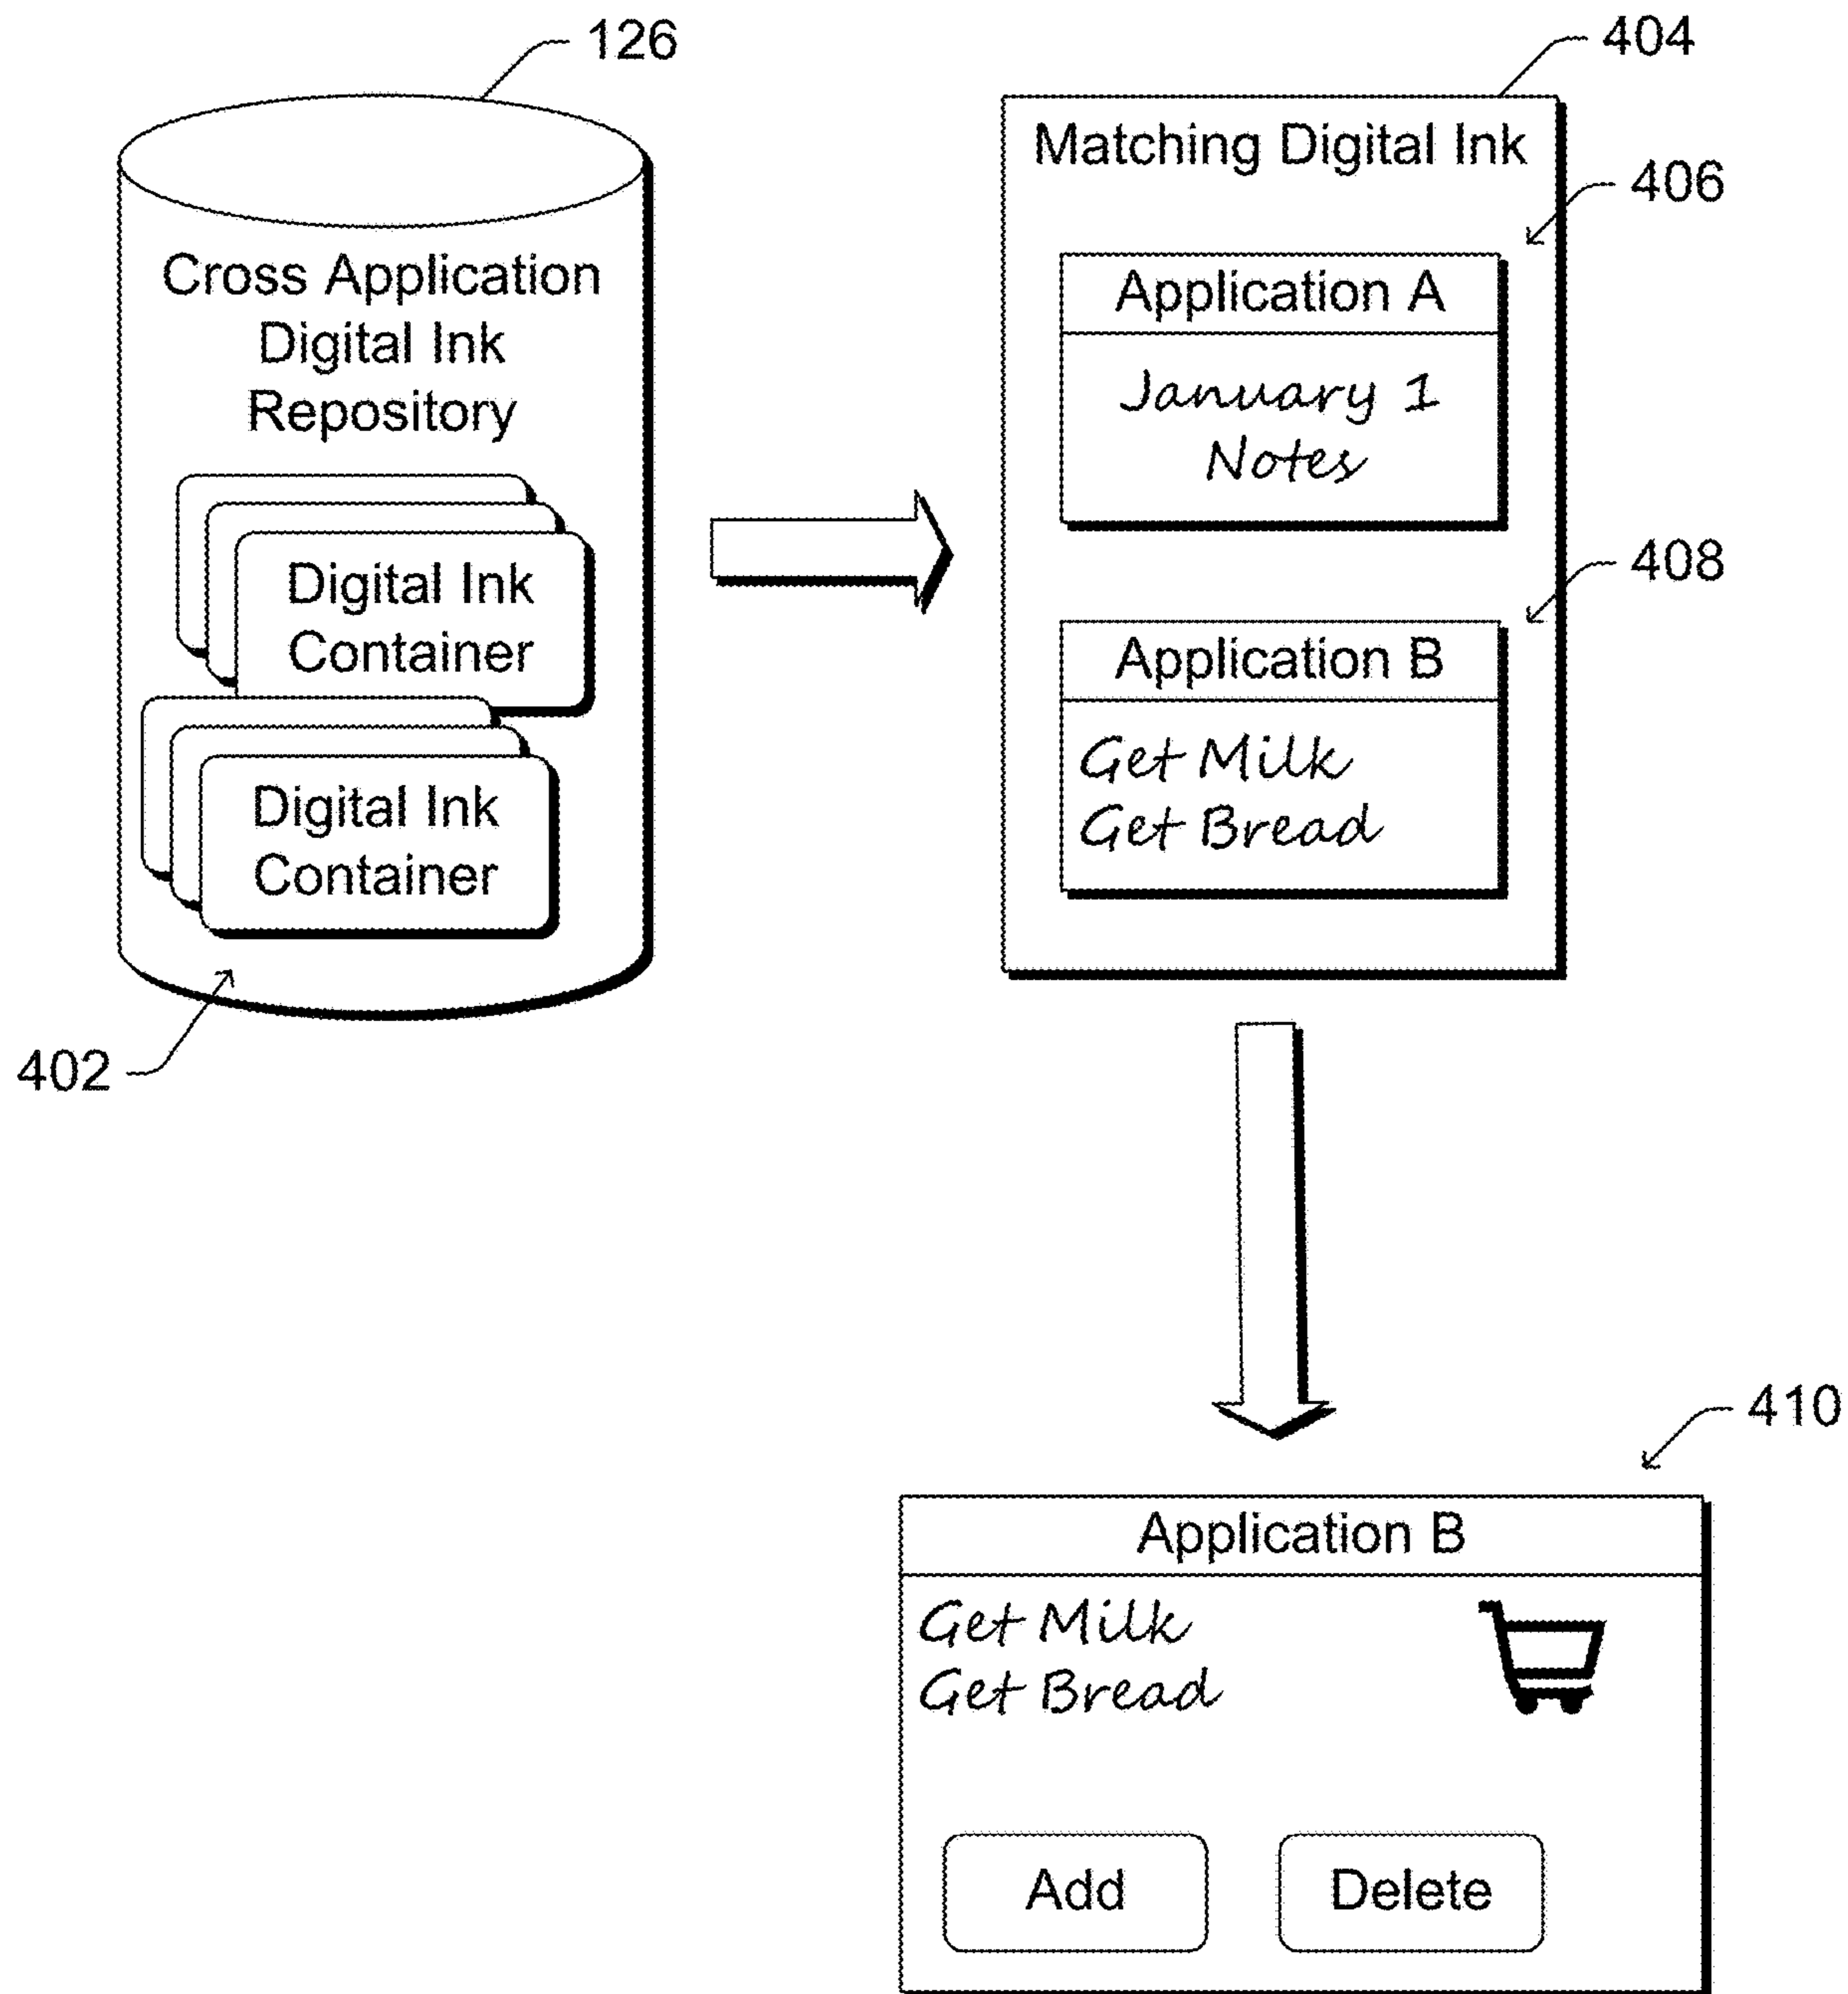 126
Cross Application
Digital Ink
Repository
Digital Ink
Container
Digital Ink
Container
402
404
Matching Digital Ink
406
Application A
January 1
Notes
408
Application B
Get Milk
Get Bread
410
Application B
Get Milk
Get Bread
Add
Delete